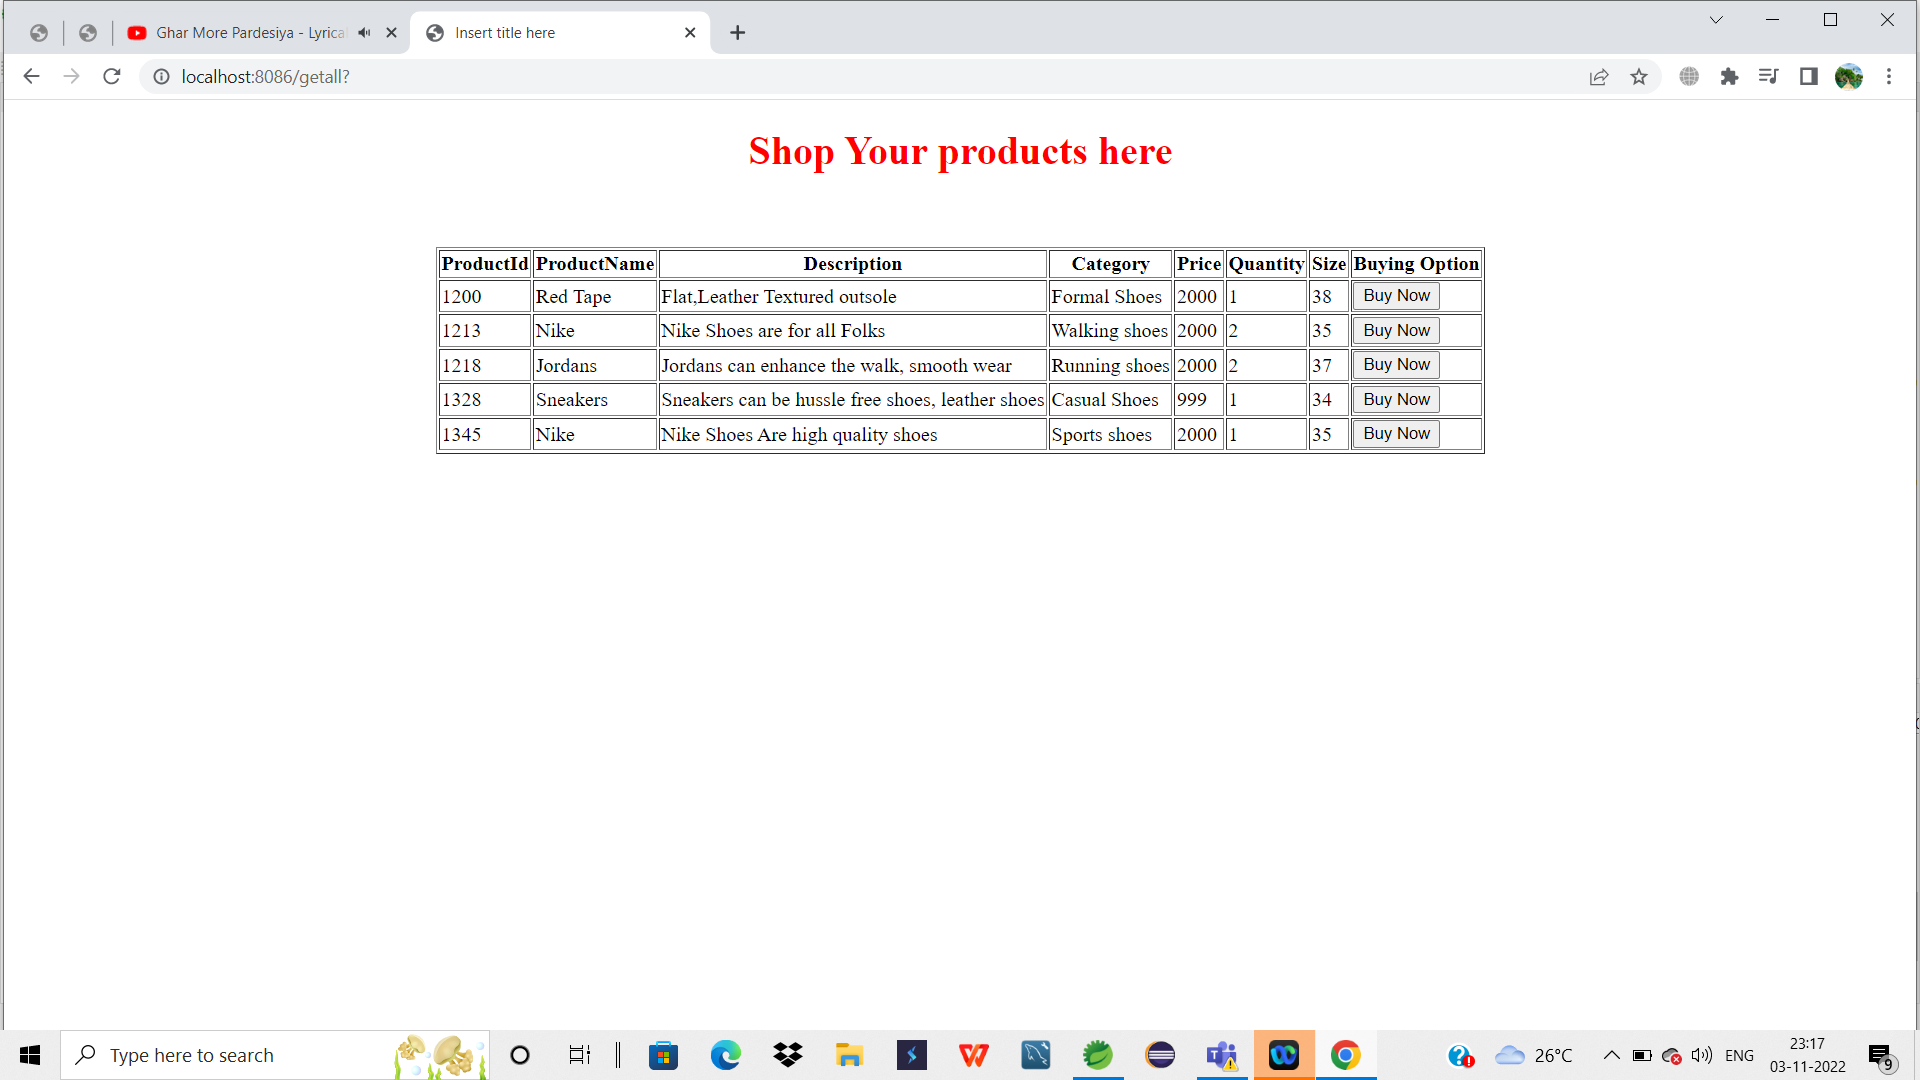 Ghar More Pardesiya - Lyrica
Insert title here
localhost:8086/getall?
Shop Your products here
ProductId ProductName Description Category Price Quantity Size Buying Option
1200 Red Tape Flat,Leather Textured outsole Formal Shoes 2000 1 38 Buy Now
1213 Nike Nike Shoes are for all Folks Walking shoes 2000 2 35 Buy Now
1218 Jordans Jordans can enhance the walk, smooth wear Running shoes 2000 2 37 Buy Now
1328 Sneakers Sneakers can be hussle free shoes, leather shoes Casual Shoes 999 1 34 Buy Now
1345 Nike Nike Shoes Are high quality shoes Sports shoes 2000 1 35 Buy Now
Type here to search
26°C
ENG
23:17
03-11-2022
9